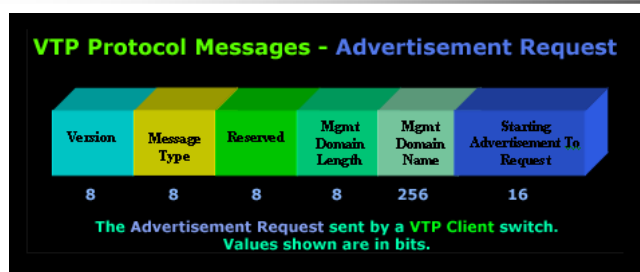 VTP Protocol Messages - Advertisement Request
Version
Message
Type
Reserved
Mgmt
Domain
Length
Mgmt
Domain
Name
Starting
Advertisement To
Request
8 8 8 8 256 16
The Advertisement Request sent by a VTP Client switch.
Values shown are in bits.